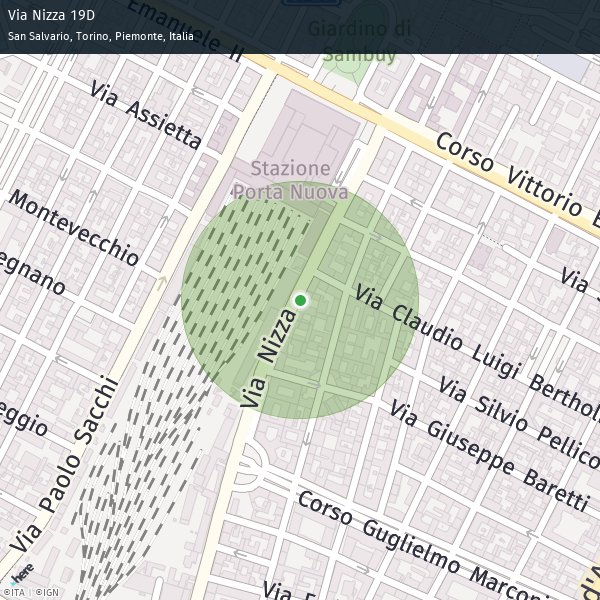 Via Nizza 19D
San Salvario, Torino, Piemonte, Italia
Emanuele II
Giardino di
Sambuy
Via Assietta
Corso Vittorio E
Stazione
Porta Nuova
Montevecchio
egnano
Via Claudio Luigi Berthol
Via Nizza
Via Silvio Pellico
Via Giuseppe Baretti
eggio
Via Paolo Sacchi
Corso Guglielmo Marconi
Via
d'A
here
©ITA | ©IGN